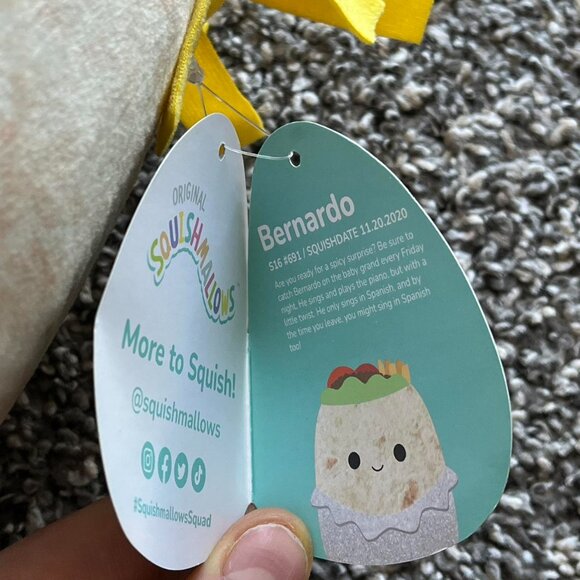 ORIGINAL
SQUISHMALLOWS
More to Squish!
@squishmallows
#SquishmallowsSquad
Bernardo
S16 #691 / SQUISHDATE 11.20.2020
Are you ready for a spicy surprise? Be sure to
catch Bernardo on the baby grand every Friday
night. He sings and plays the piano, but with a
little twist. He only sings in Spanish, and by
the time you leave, you might sing in Spanish
too!